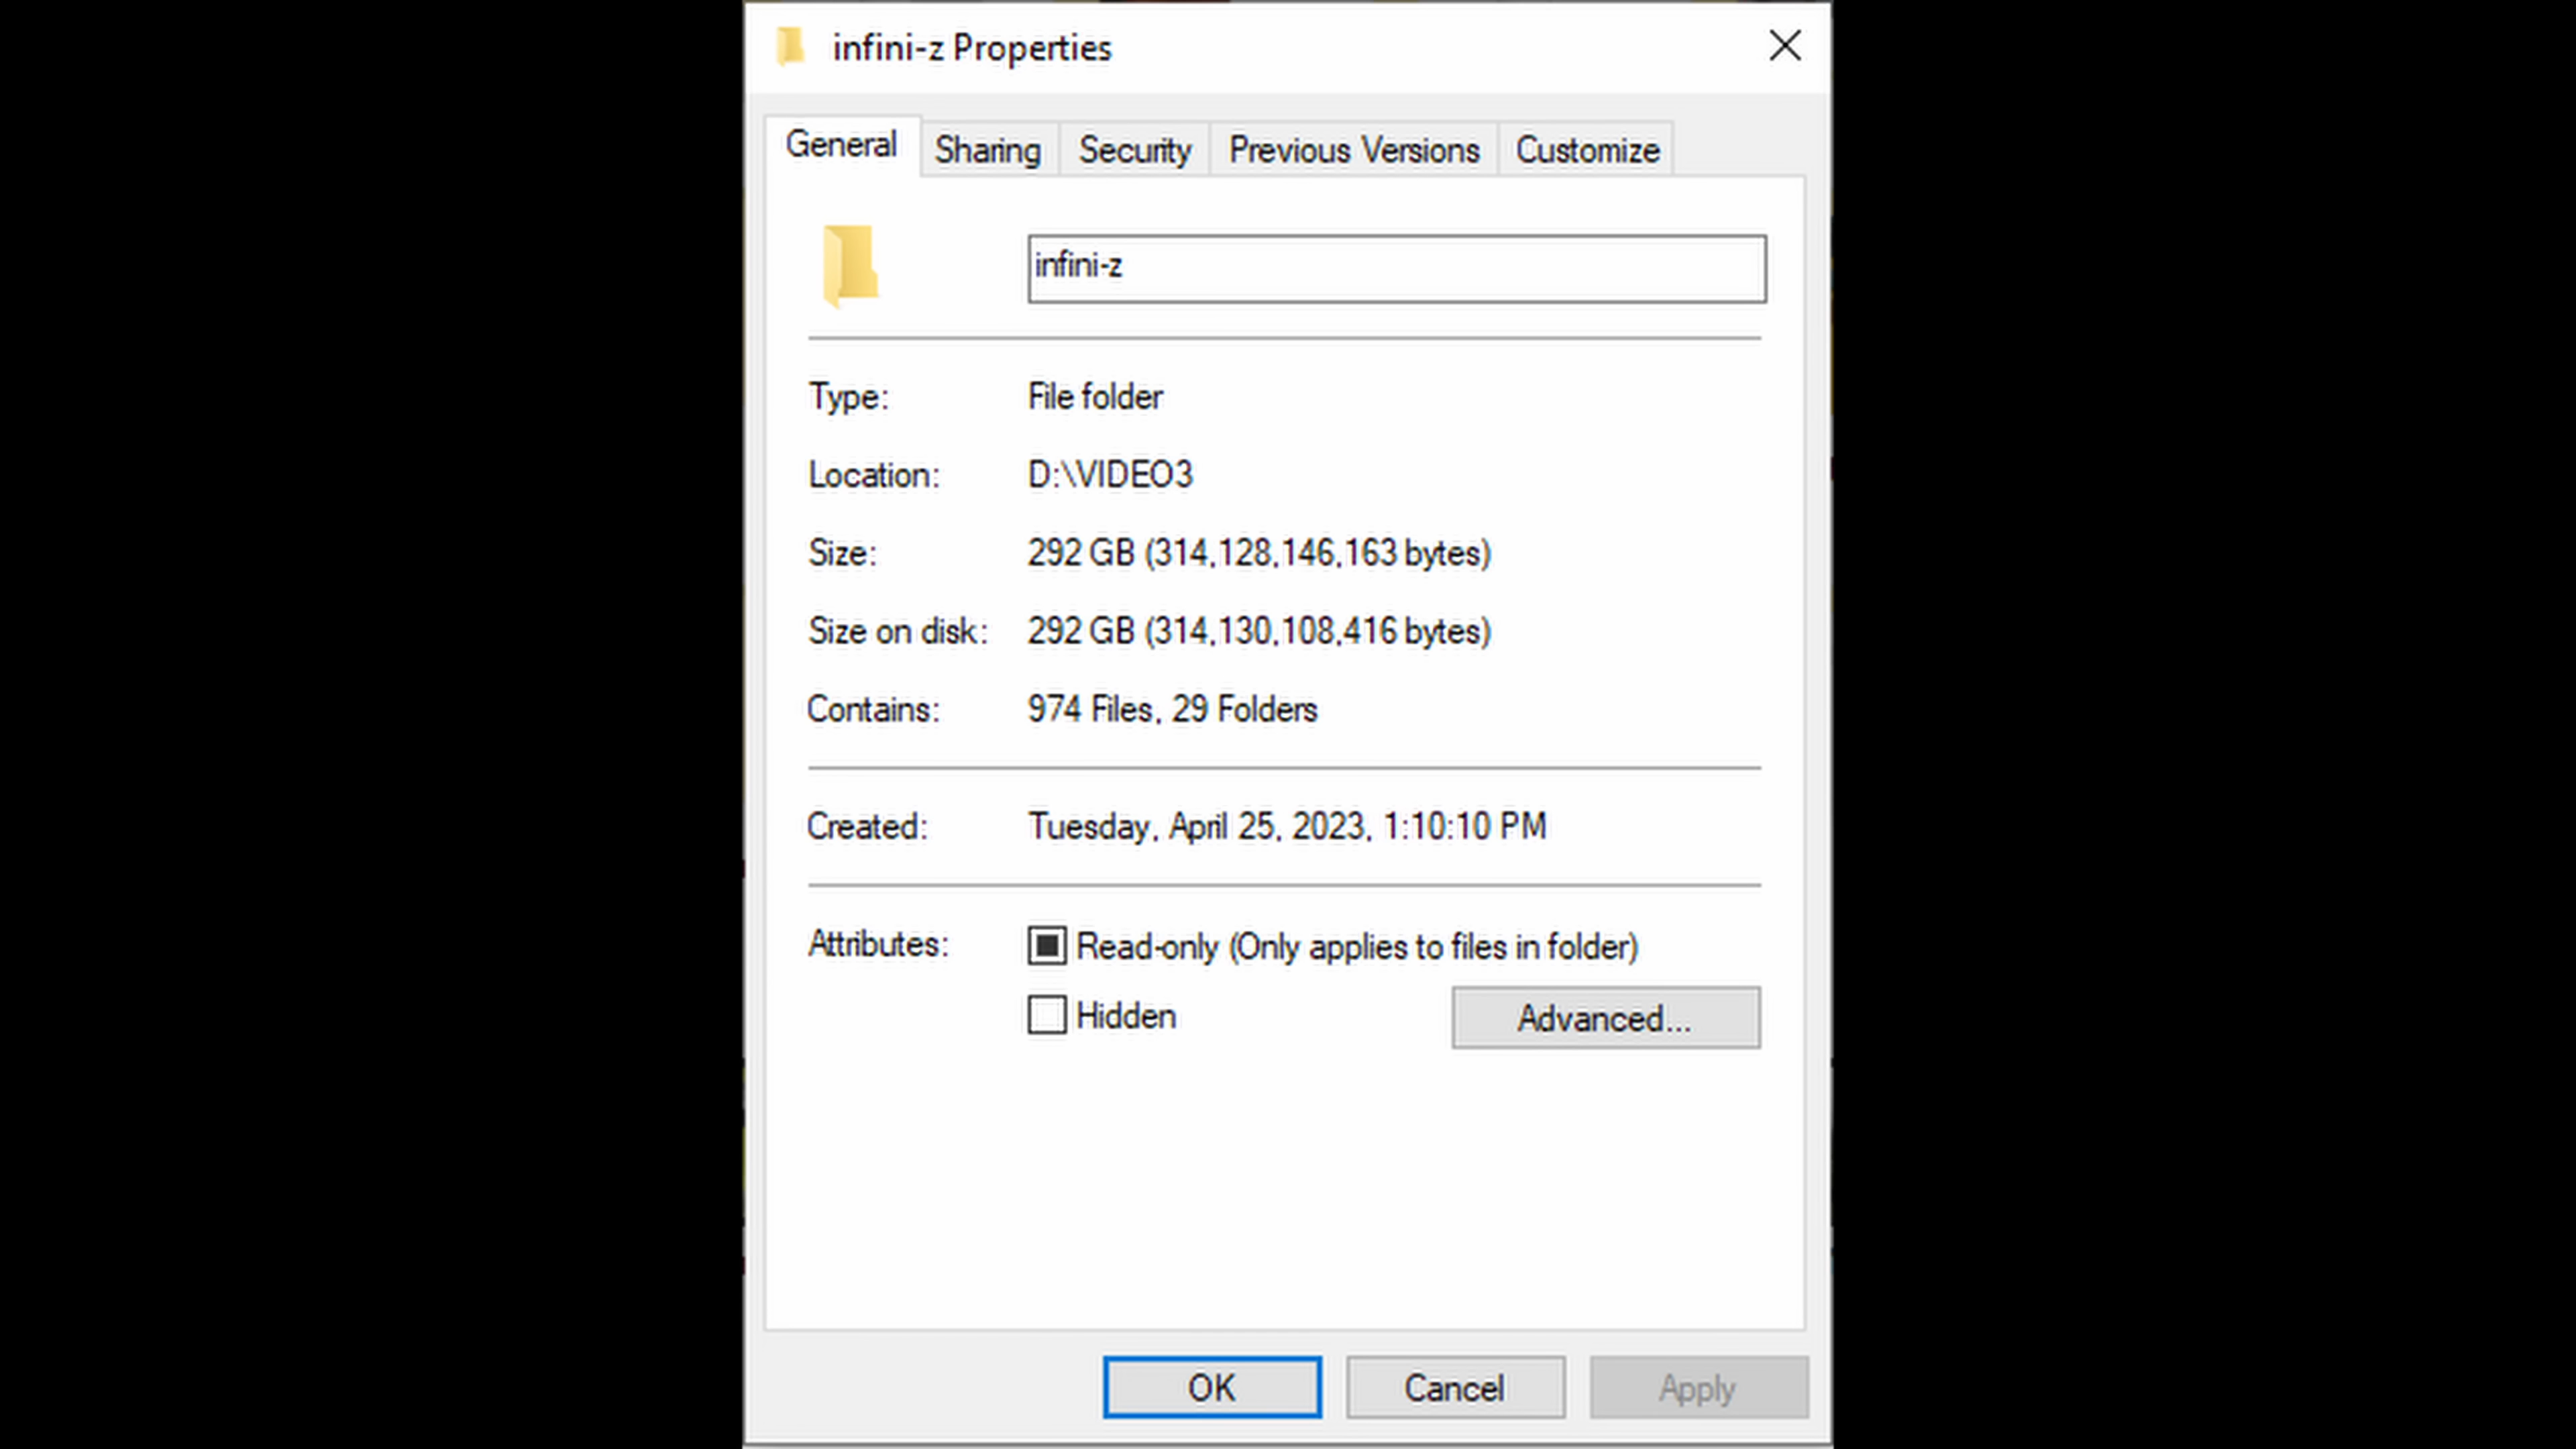 infini-z Properties
General Sharing Security Previous Versions Customize
infini-z
Type: File folder
Location: D:\VIDEO3
Size: 292 GB (314,128,146,163 bytes)
Size on disk: 292 GB (314,130,108,416 bytes)
Contains: 974 Files, 29 Folders
Created: Tuesday, April 25, 2023, 1:10:10 PM
Attributes: Read-only (Only applies to files in folder)
Hidden Advanced...
OK Cancel Apply